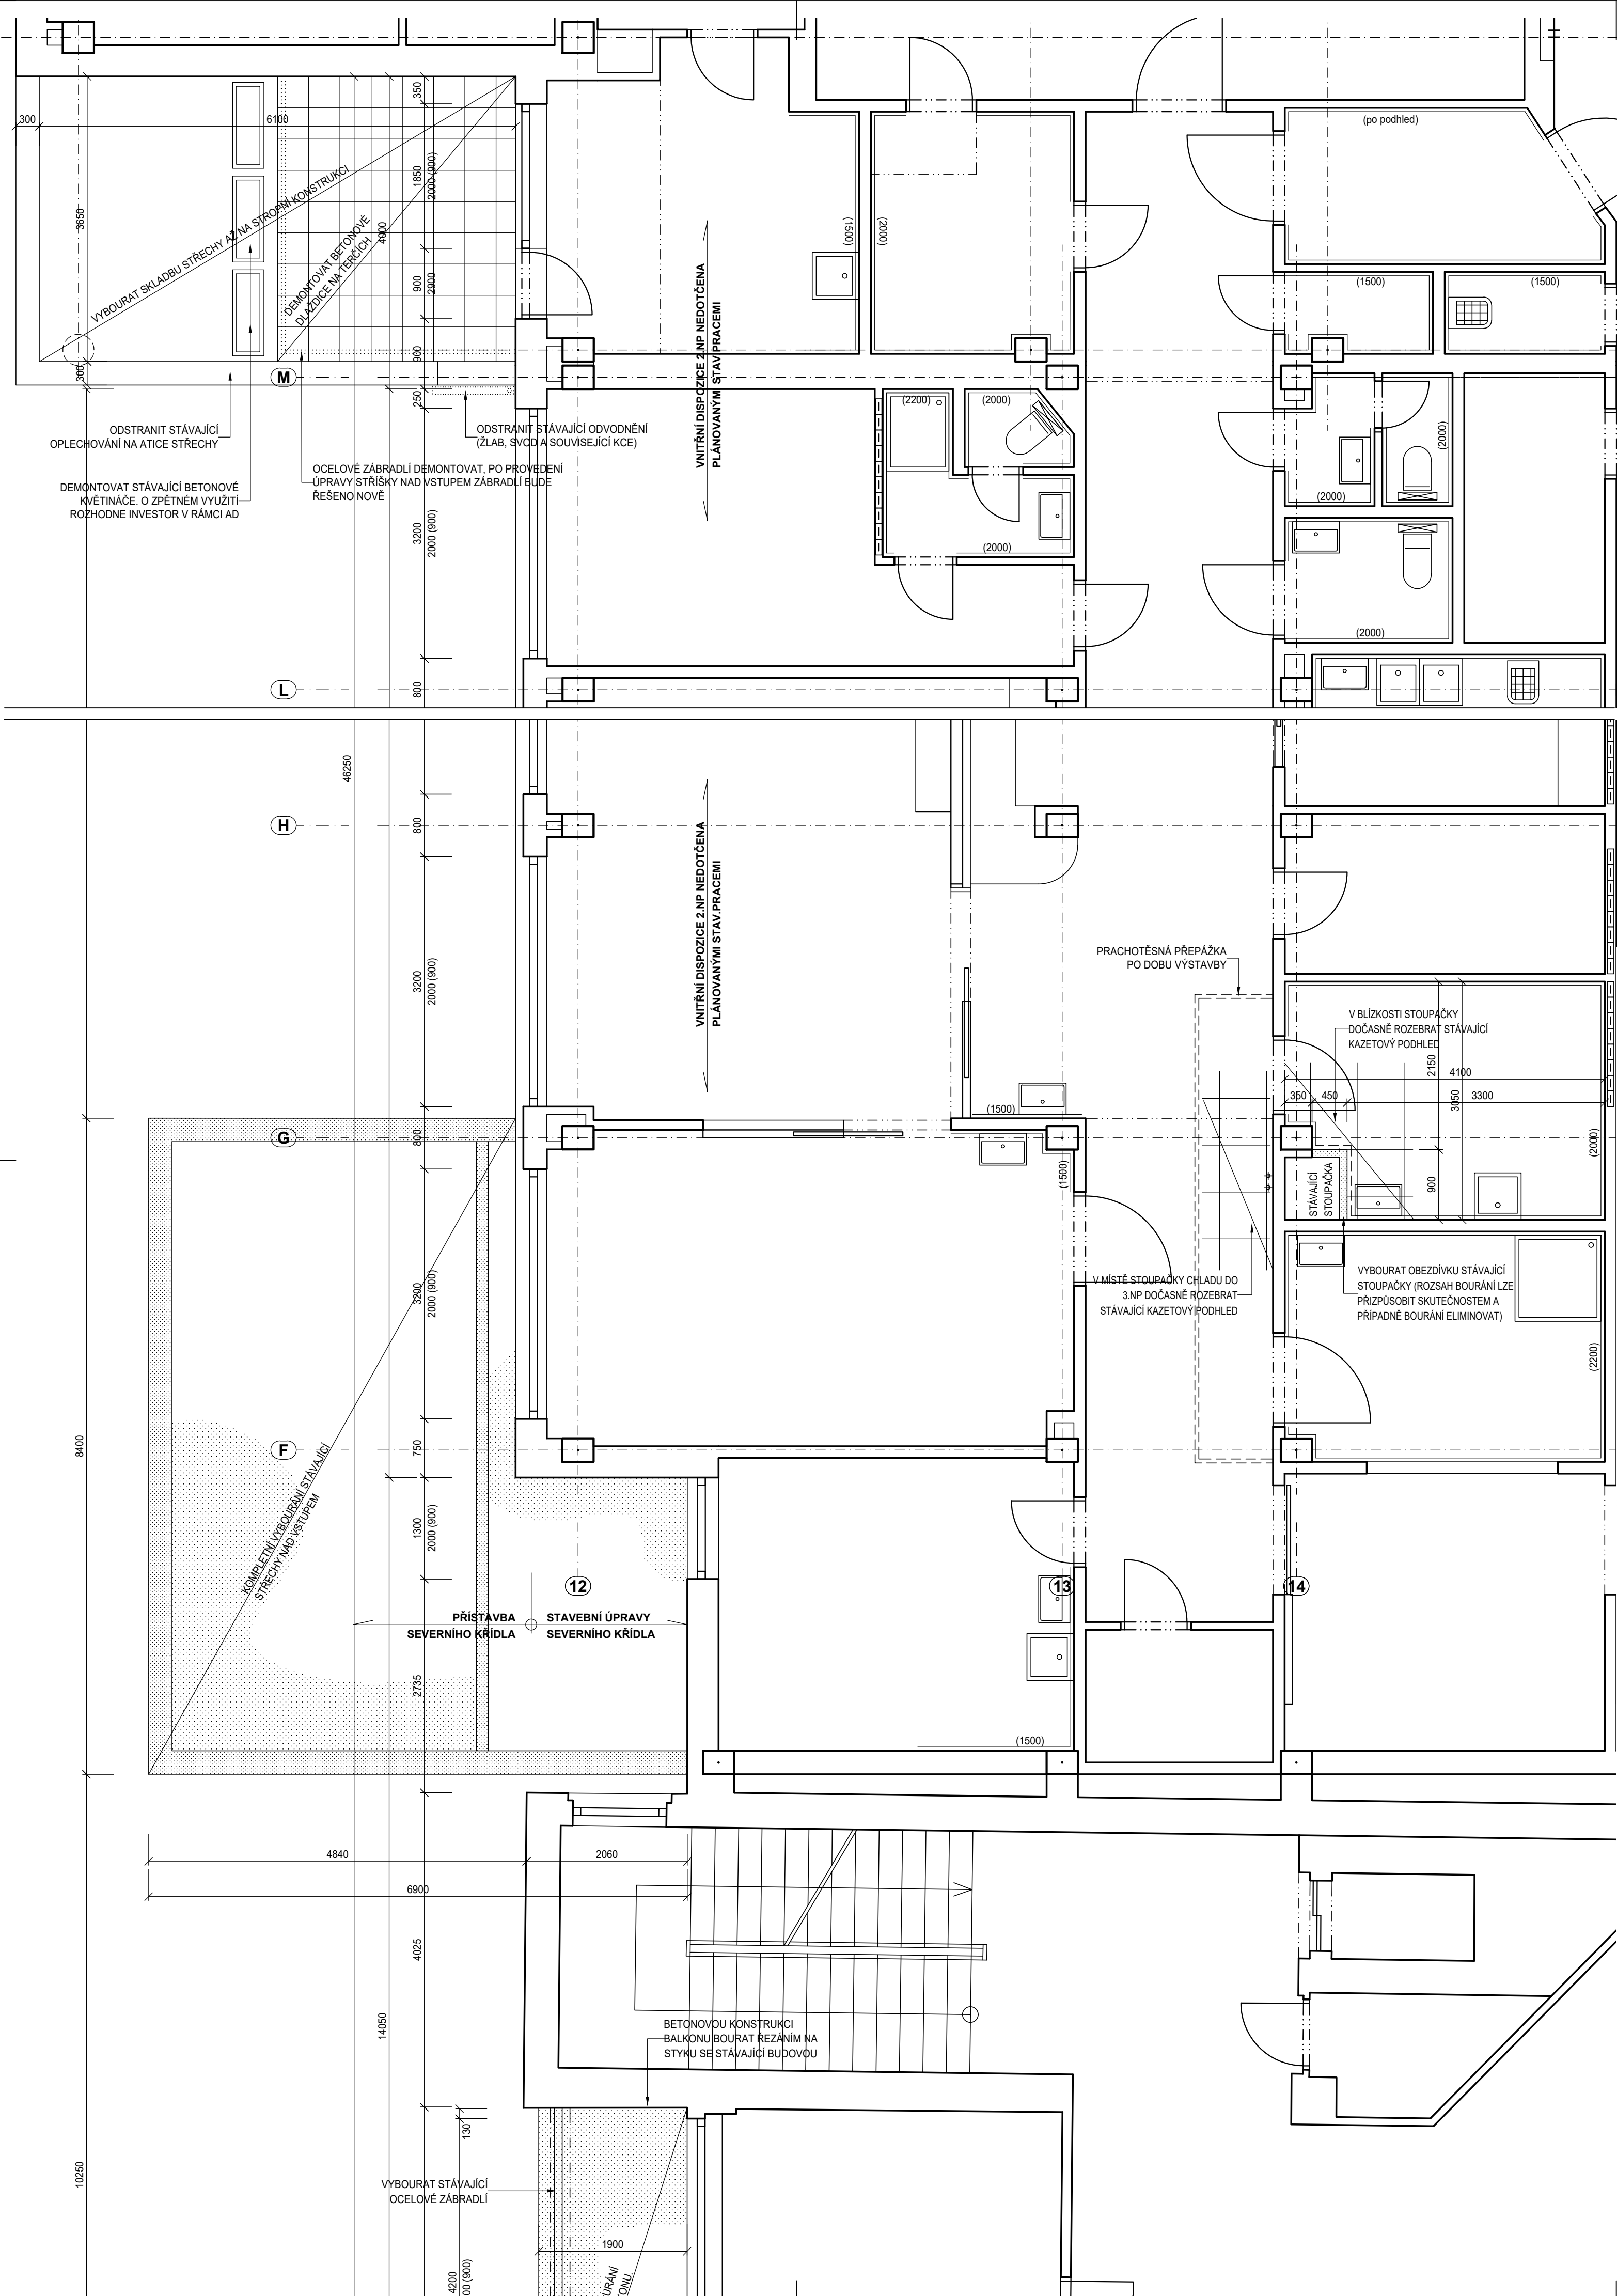 300
6100
350
(po podhled)
3650
4000
1850
2000 (900)
VYBOURAT SKLADBU STŘECHY AŽ NA STROPNÍ KONSTRUKCI
DEMONTOVAT BETONOVÉ
DLAŽDICE NA TERČÍCH
900
2900
(1500)
(2000)
(1500)
(1500)
VNITŘNÍ DISPOZICE 2.NP NEDOTČENA
PLÁNOVANÝMI STAV.PRACEMI
900
300
M
250
ODSTRANIT STÁVAJÍCÍ
OPLECHOVÁNÍ NA ATICE STŘECHY
ODSTRANIT STÁVAJÍCÍ ODVODNĚNÍ
(ŽLAB, SVOD A SOUVISEJÍCÍ KCE)
(2200)
(2000)
(2000)
DEMONTOVAT STÁVAJÍCÍ BETONOVÉ
KVĚTINÁČE. O ZPĚTNÉM VYUŽITÍ
ROZHODNE INVESTOR V RÁMCI AD
OCELOVÉ ZÁBRADLÍ DEMONTOVAT, PO PROVEDENÍ
ÚPRAVY STŘÍŠKY NAD VSTUPEM ZÁBRADLÍ BUDE
ŘEŠENO NOVĚ
3200
2000 (900)
(2000)
(2000)
(2000)
L
800
46250
H
800
VNITŘNÍ DISPOZICE 2.NP NEDOTČENA
PLÁNOVANÝMI STAV.PRACEMI
3200
2000 (900)
PRACHOTĚSNÁ PŘEPÁŽKA
PO DOBU VÝSTAVBY
V BLÍZKOSTI STOUPAČKY
DOČASNĚ ROZEBRAT STÁVAJÍCÍ
KAZETOVÝ PODHLED
2150
4100
350
450
3050
3300
(1500)
G
800
(1500)
(2000)
STÁVAJÍCÍ
STOUPAČKA
900
V MÍSTĚ STOUPAČKY CHLADU DO
3.NP DOČASNĚ ROZEBRAT
STÁVAJÍCÍ KAZETOVÝ PODHLED
VYBOURAT OBEZDÍVKU STÁVAJÍCÍ
STOUPAČKY (ROZSAH BOURÁNÍ LZE
PŘIZPŮSOBIT SKUTEČNOSTEM A
PŘÍPADNĚ BOURÁNÍ ELIMINOVAT)
3200
2000 (900)
(2200)
8400
F
750
KOMPLETNÍ VYBOURÁNÍ STÁVAJÍCÍ
STŘECHY NAD VSTUPEM
1300
2000 (900)
12
13
14
PŘÍSTAVBA
SEVERNÍHO KŘÍDLA
STAVEBNÍ ÚPRAVY
SEVERNÍHO KŘÍDLA
2735
(1500)
4840
2060
6900
4025
14050
BETONOVOU KONSTRUKCI
BALKONU BOURAT ŘEZÁNÍM NA
STYKU SE STÁVAJÍCÍ BUDOVOU
130
10250
VYBOURAT STÁVAJÍCÍ
OCELOVÉ ZÁBRADLÍ
1900
4200